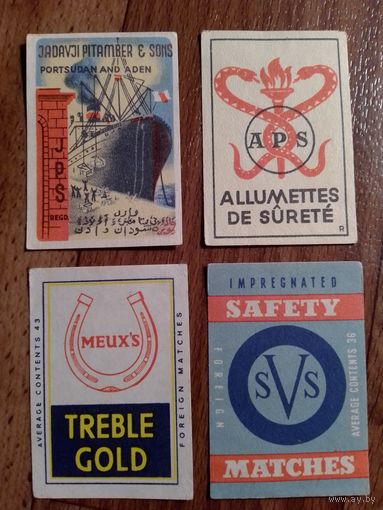 JADAVJI PITAMBER & SONS
PORTSUDAN AND ADEN
J
P
S
REGD.
APS
ALLUMETTES
DE SÛRETÉ
R
MEUX'S
AVERAGE CONTENTS 43
FOREIGN MATCHES
TREBLE
GOLD
IMPREGNATED
SAFETY
FOREIGN
SVS
AVERAGE CONTENTS 36
MATCHES
ay.by